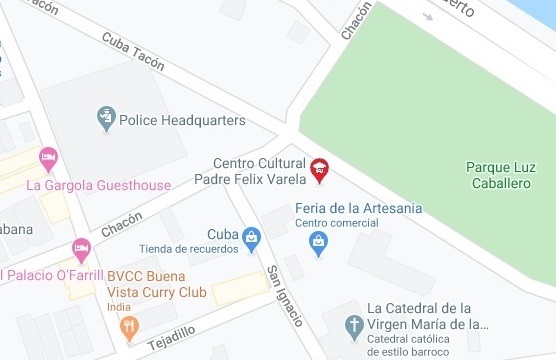 Chacón
uerto
Cuba Tacón
Police Headquarters
Centro Cultural
Padre Felix Varela
Parque Luz
Caballero
La Gargola Guesthouse
Feria de la Artesania
Centro comercial
Chacón
abana
Cuba
Tienda de recuerdos
l Palacio O'Farrill
BVCC Buena
Vista Curry Club
India
San Ignacio
La Catedral de la
Virgen María de la...
Catedral católica
de estilo barroco
Tejadillo